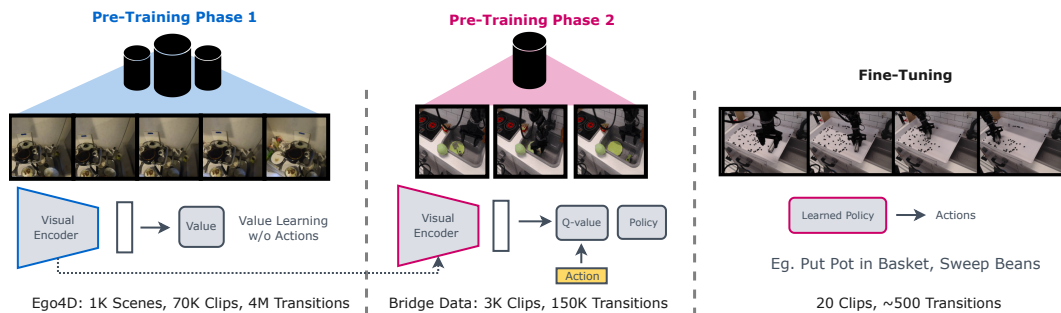 Pre-Training Phase 1
Visual
Encoder
Value
Value Learning
w/o Actions
Ego4D: 1K Scenes, 70K Clips, 4M Transitions
Pre-Training Phase 2
Visual
Encoder
Q-value
Policy
Action
Bridge Data: 3K Clips, 150K Transitions
Fine-Tuning
Learned Policy
Actions
Eg. Put Pot in Basket, Sweep Beans
20 Clips, ~500 Transitions